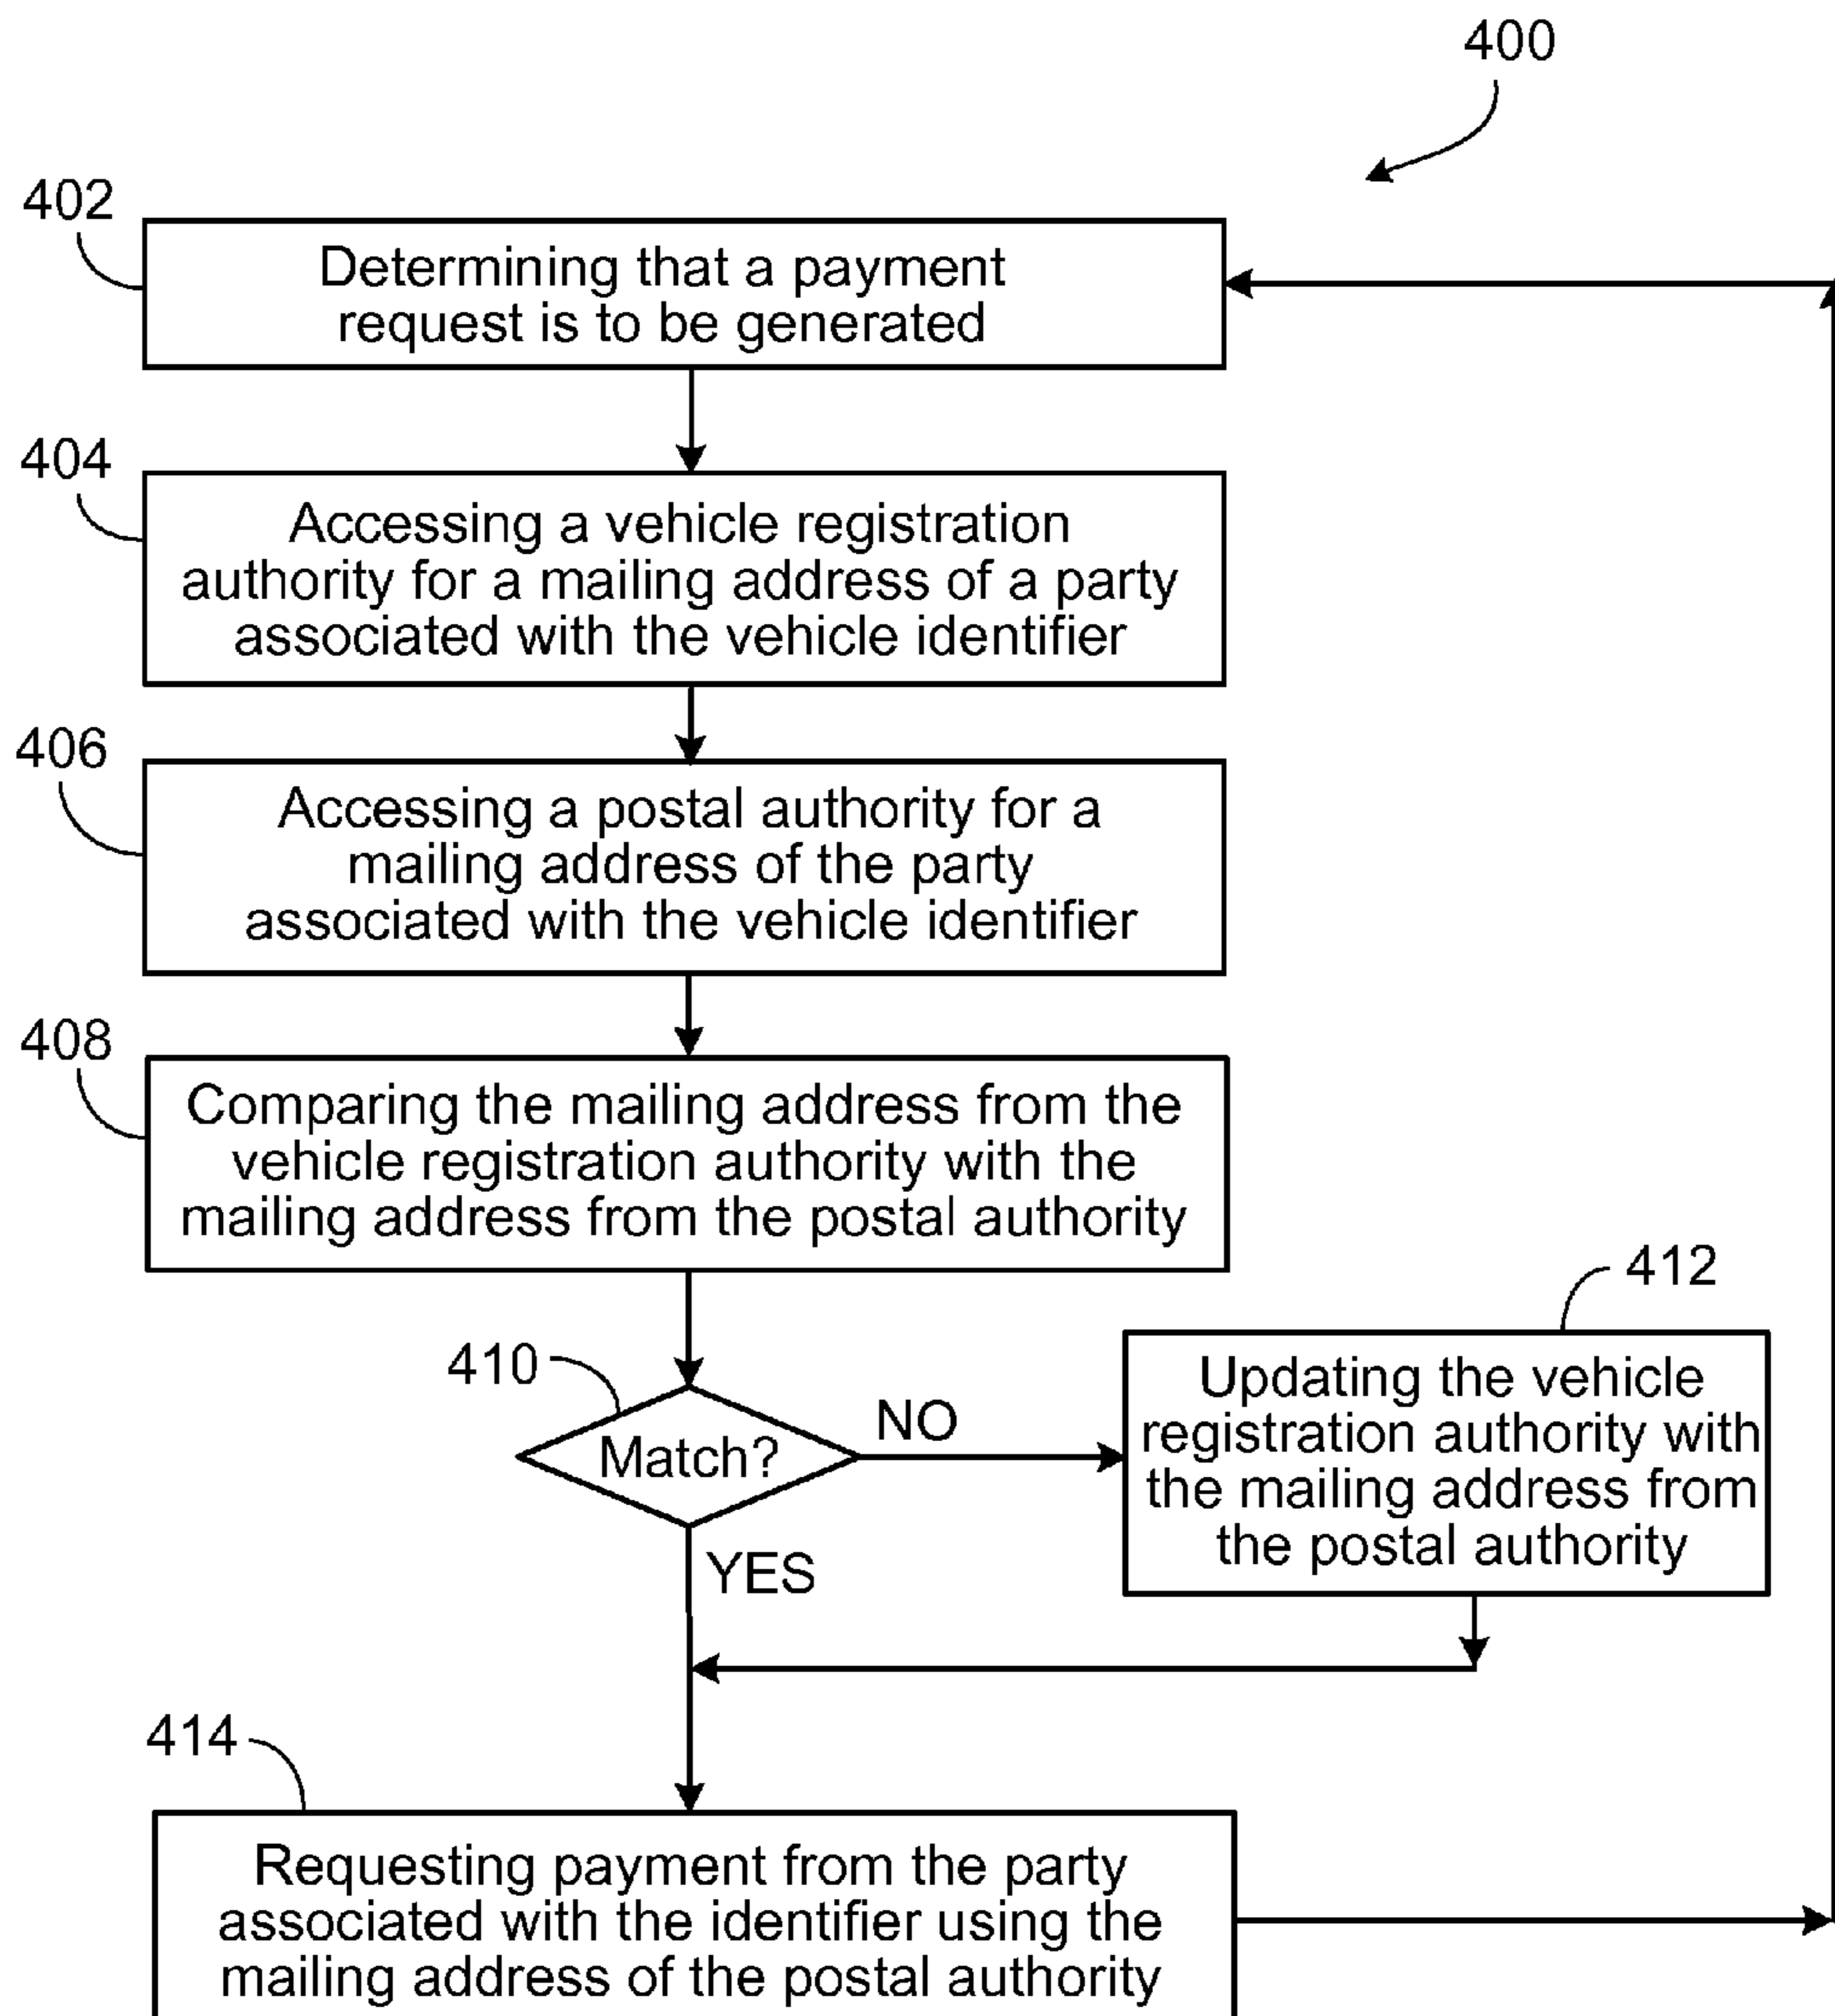 400
402
Determining that a payment
request is to be generated
404
Accessing a vehicle registration
authority for a mailing address of a party
associated with the vehicle identifier
406
Accessing a postal authority for a
mailing address of the party
associated with the vehicle identifier
408
Comparing the mailing address from the
vehicle registration authority with the
mailing address from the postal authority
410
Match?
NO
YES
412
Updating the vehicle
registration authority with
the mailing address from
the postal authority
414
Requesting payment from the party
associated with the identifier using the
mailing address of the postal authority